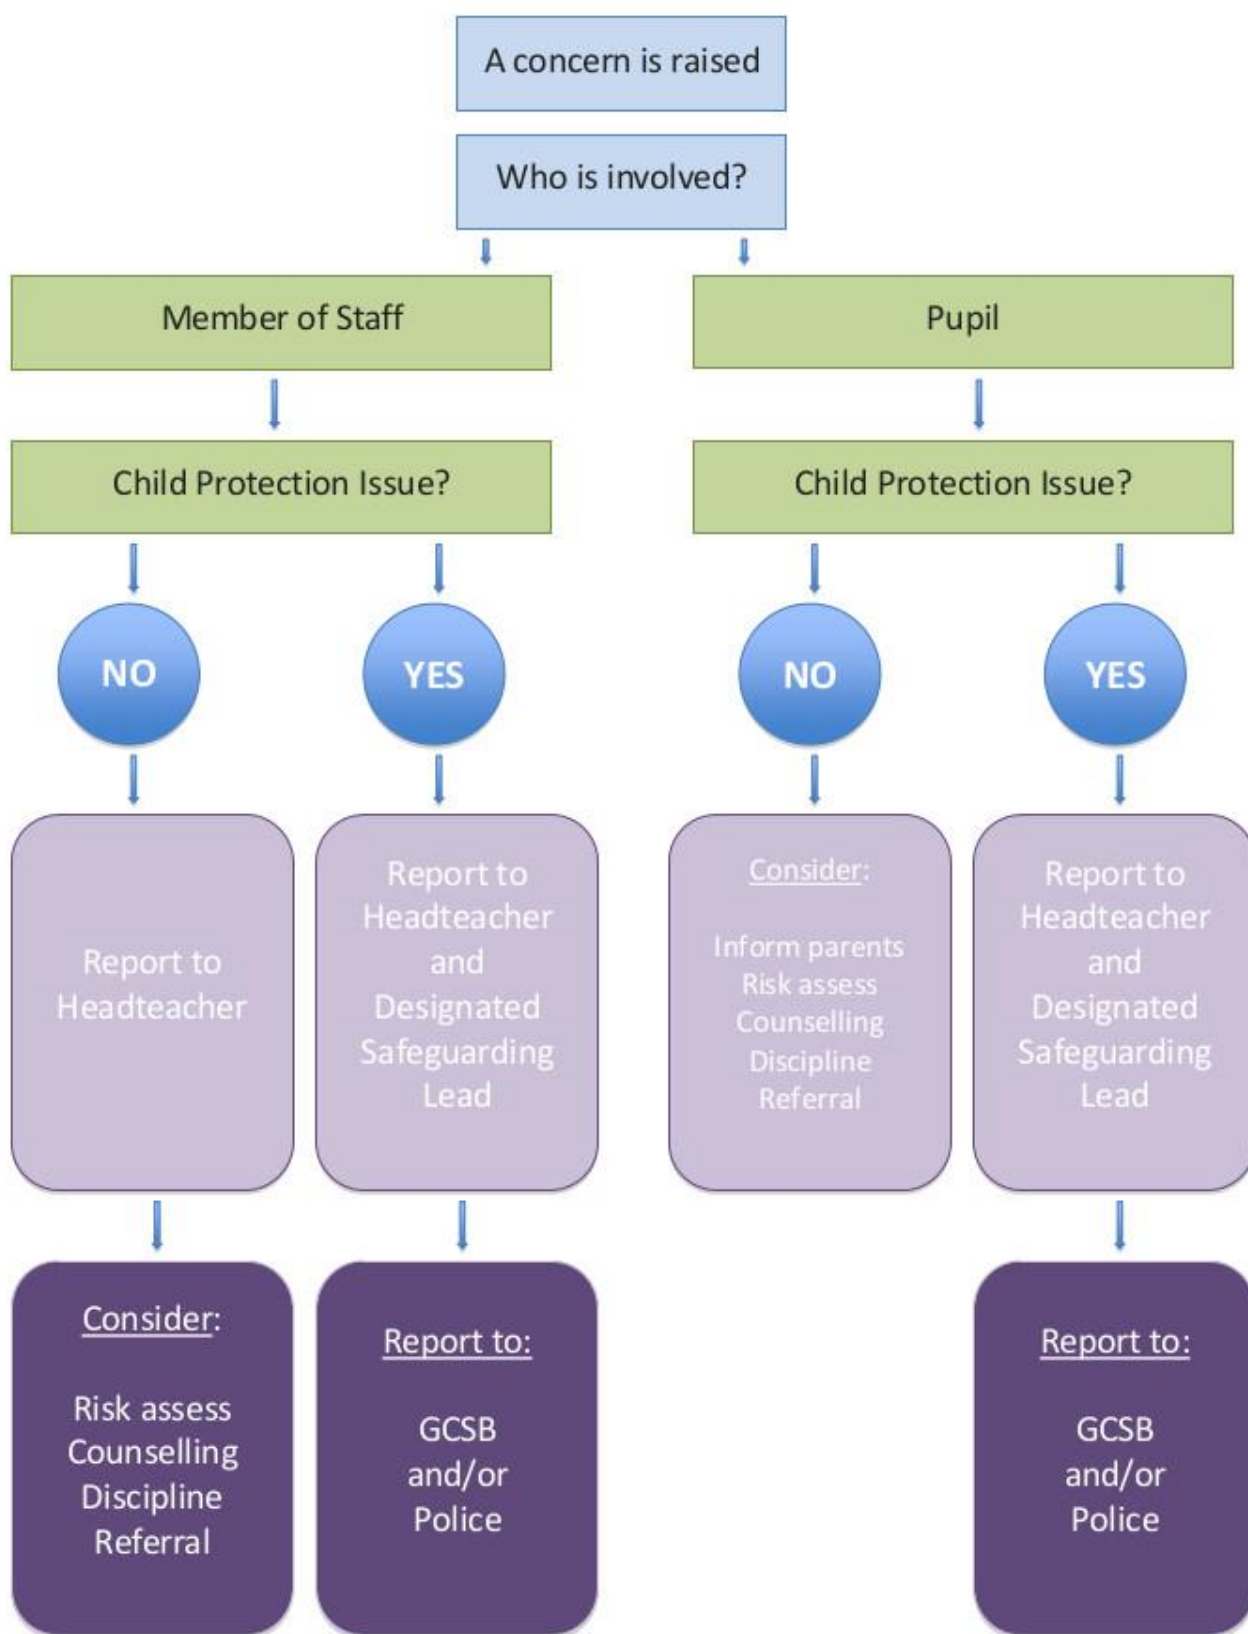 A concern is raised
Who is involved?
Member of Staff
Pupil
Child Protection Issue?
Child Protection Issue?
NO
YES
NO
YES
Report to
Headteacher
Report to
Headteacher
and
Designated
Safeguarding
Lead
Consider:
Inform parents
Risk assess
Counselling
Discipline
Referral
Report to
Headteacher
and
Designated
Safeguarding
Lead
Consider:
Risk assess
Counselling
Discipline
Referral
Report to:
GCSB
and/or
Police
Report to:
GCSB
and/or
Police